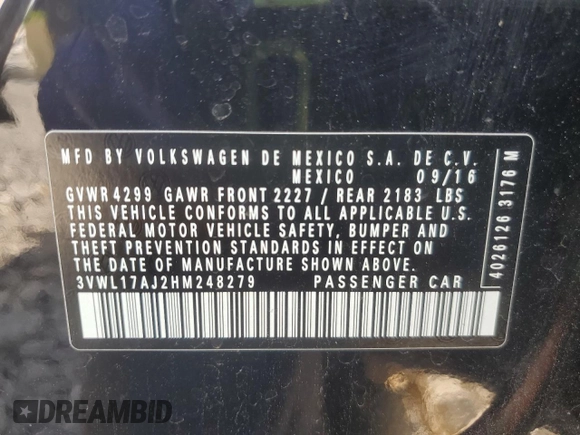 MFD BY VOLKSWAGEN DE MEXICO S.A. DE C.V.
MEXICO 09/16
GVWR 4299 GAWR FRONT 2227 / REAR 2183 LBS
THIS VEHICLE CONFORMS TO ALL APPLICABLE U.S.
FEDERAL MOTOR VEHICLE SAFETY, BUMPER AND
THEFT PREVENTION STANDARDS IN EFFECT ON
THE DATE OF MANUFACTURE SHOWN ABOVE.
3VWL17AJ2HM248279 PASSENGER CAR
4026126 3176 M
DREAMBID